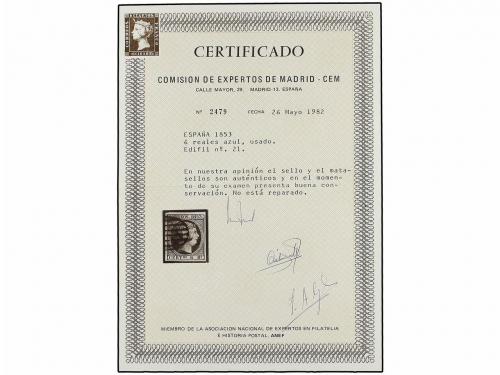 CERTIFICADO
COMISION DE EXPERTOS DE MADRID - CEM
CALLE MAYOR, 29. MADRID-13. ESPAÑA
Nº 2479 FECHA 26 Mayo 1982
ESPAÑA 1853
6 reales azul, usado.
Edifil nº. 21.
En nuestra opinión el sello y el mata-
sellos son auténticos y en el momen-
to de su examen presenta buena con-
servación. No está reparado.
MIEMBRO DE LA ASOCIACION NACIONAL DE EXPERTOS EN FILATELIA
E HISTORIA POSTAL. ANEF